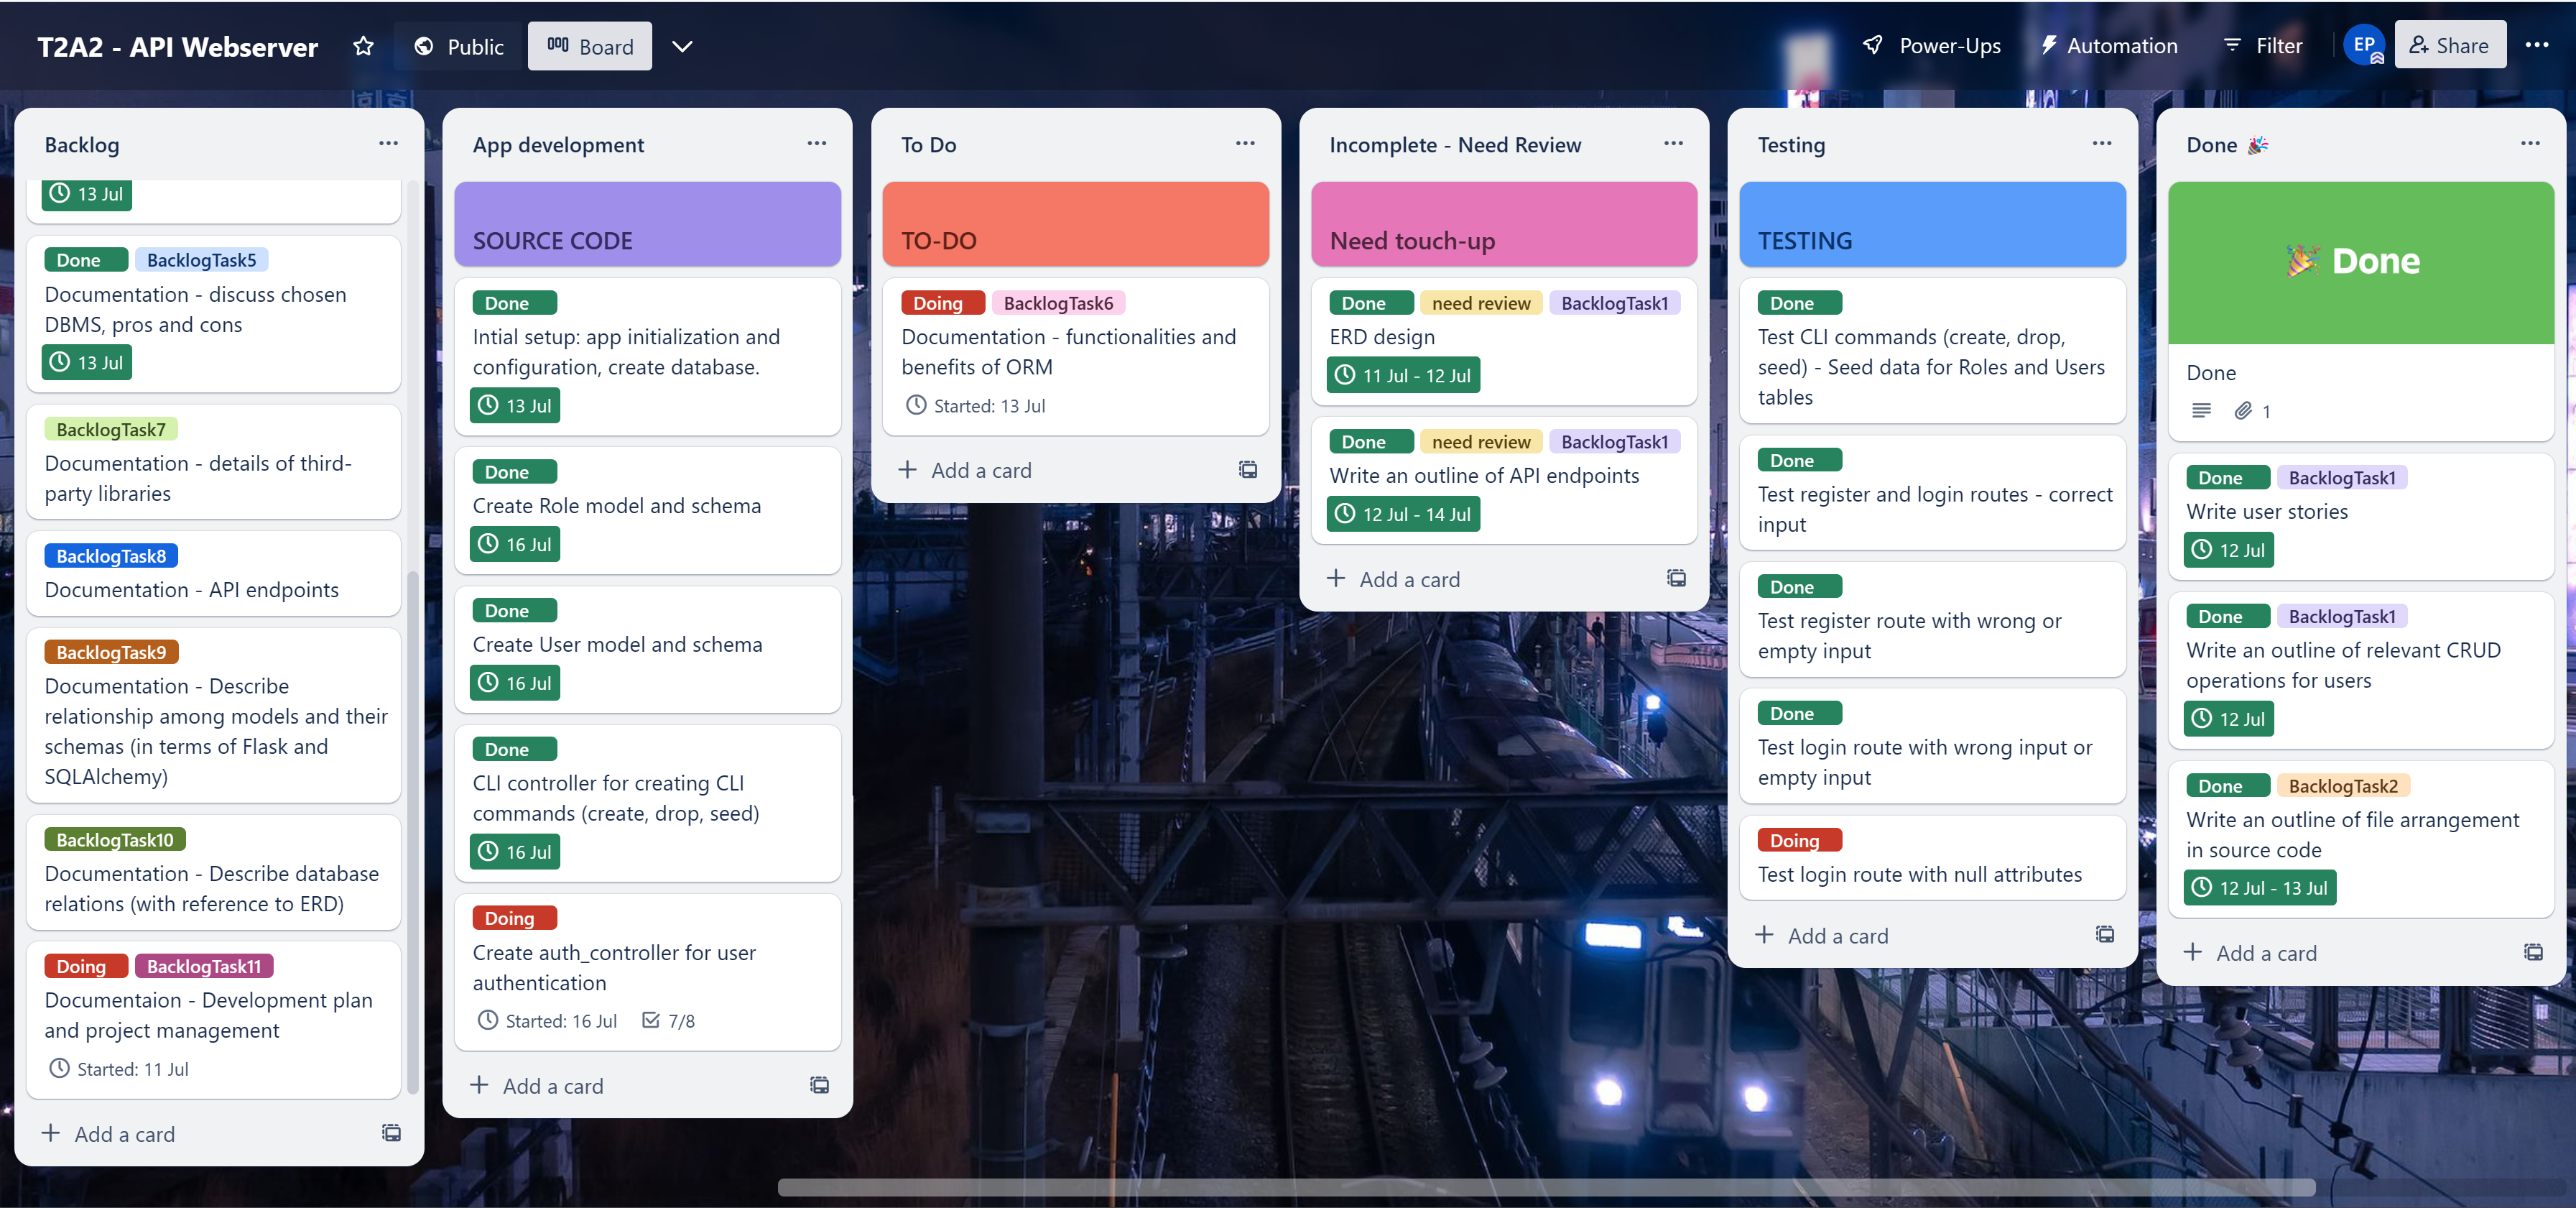 T2A2 - API Webserver
Public
Board
Power-Ups
Automation
Filter
EP
Share
Backlog
13 Jul
Done BacklogTask5
Documentation - discuss chosen
DBMS, pros and cons
13 Jul
BacklogTask7
Documentation - details of third-
party libraries
BacklogTask8
Documentation - API endpoints
BacklogTask9
Documentation - Describe
relationship among models and their
schemas (in terms of Flask and
SQLAlchemy)
BacklogTask10
Documentation - Describe database
relations (with reference to ERD)
Doing BacklogTask11
Documentaion - Development plan
and project management
Started: 11 Jul
Add a card
App development
SOURCE CODE
Done
Intial setup: app initialization and
configuration, create database.
13 Jul
Done
Create Role model and schema
16 Jul
Done
Create User model and schema
16 Jul
Done
CLI controller for creating CLI
commands (create, drop, seed)
16 Jul
Doing
Create auth_controller for user
authentication
Started: 16 Jul 7/8
Add a card
To Do
TO-DO
Doing BacklogTask6
Documentation - functionalities and
benefits of ORM
Started: 13 Jul
Add a card
Incomplete - Need Review
Need touch-up
Done need review BacklogTask1
ERD design
11 Jul - 12 Jul
Done need review BacklogTask1
Write an outline of API endpoints
12 Jul - 14 Jul
Add a card
Testing
TESTING
Done
Test CLI commands (create, drop,
seed) - Seed data for Roles and Users
tables
Done
Test register and login routes - correct
input
Done
Test register route with wrong or
empty input
Done
Test login route with wrong input or
empty input
Doing
Test login route with null attributes
Add a card
Done 🎉
🎉 Done
Done
1
Done BacklogTask1
Write user stories
12 Jul
Done BacklogTask1
Write an outline of relevant CRUD
operations for users
12 Jul
Done BacklogTask2
Write an outline of file arrangement
in source code
12 Jul - 13 Jul
Add a card